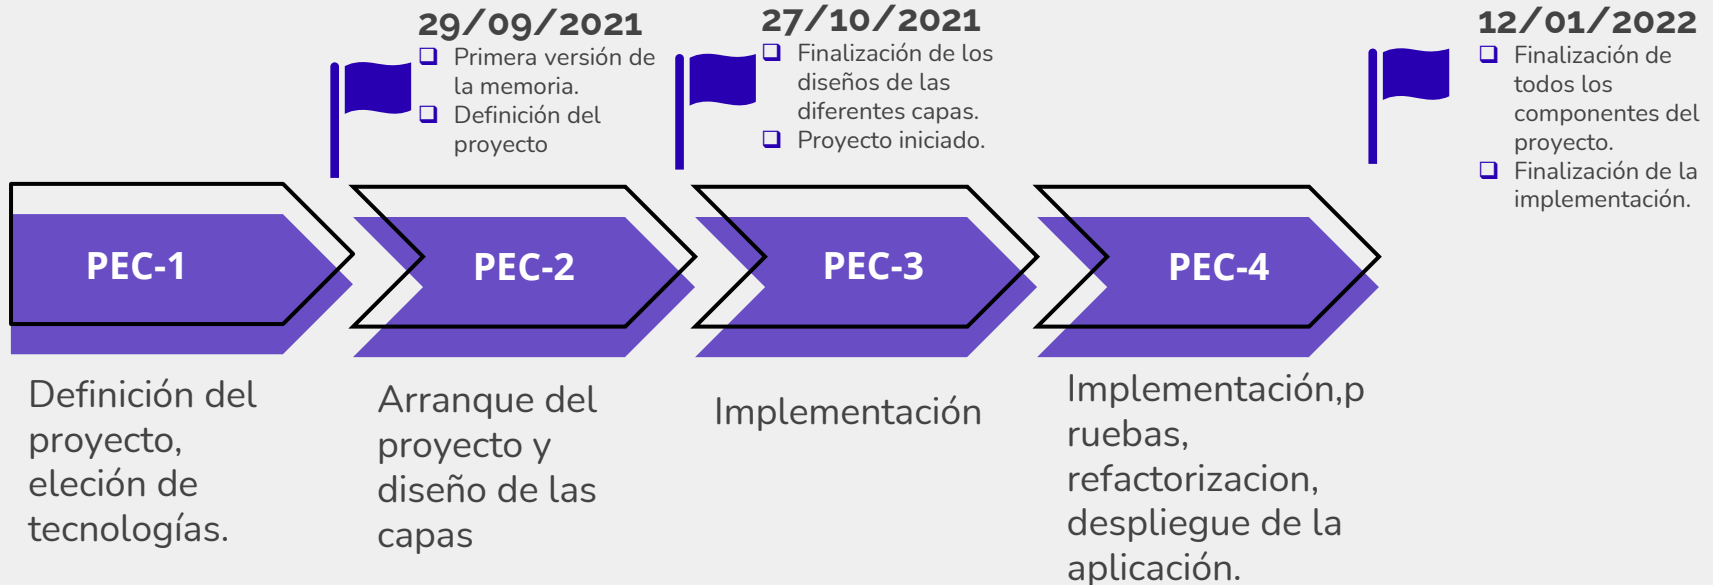 29/09/2021
Primera versión de
la memoria.
Definición del
proyecto
27/10/2021
Finalización de los
diseños de las
diferentes capas.
Proyecto iniciado.
12/01/2022
Finalización de
todos los
componentes del
proyecto.
Finalización de la
implementación.
PEC-1
PEC-2
PEC-3
PEC-4
Definición del
proyecto,
eleción de
tecnologías.
Arranque del
proyecto y
diseño de las
capas
Implementación
Implementación,p
ruebas,
refactorizacion,
despliegue de la
aplicación.